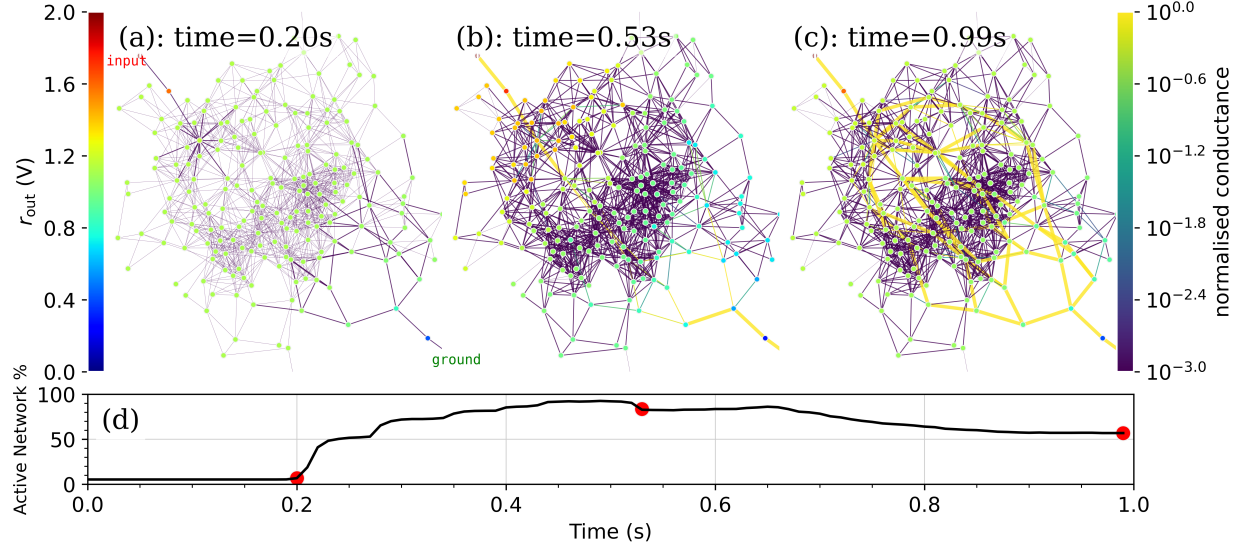 2.0
1.6
1.2
0.8
0.4
0.0
r_out (V)
(a): time=0.20s
input
ground
(b): time=0.53s
(c): time=0.99s
10^0.0
10^−0.6
10^−1.2
10^−1.8
10^−2.4
10^−3.0
normalised conductance
Active Network %
100
50
0
(d)
0.0 0.2 0.4 0.6 0.8 1.0
Time (s)